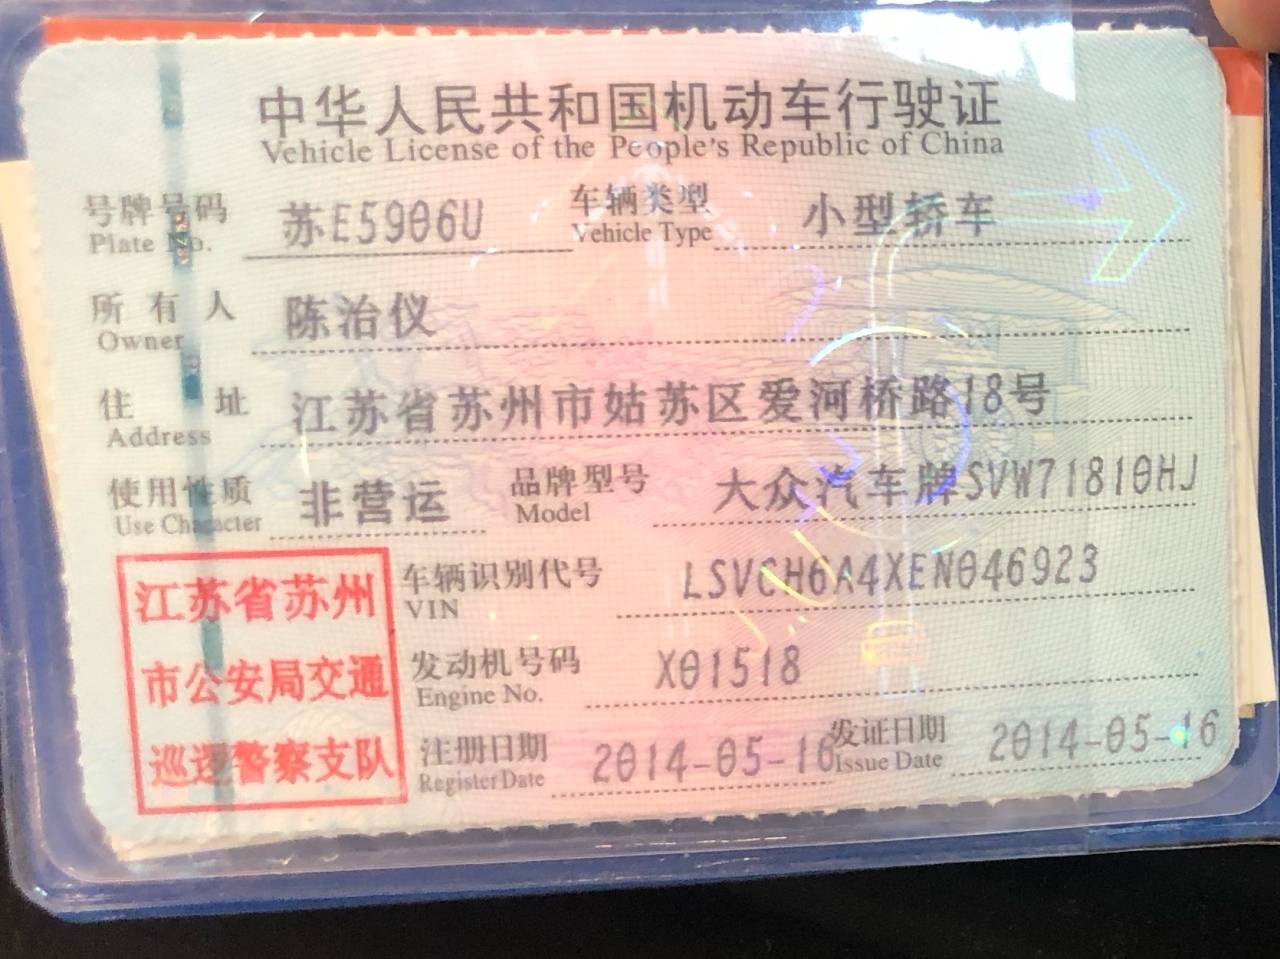 中华人民共和国机动车行驶证
Vehicle License of the People's Republic of China
号牌号码 苏E5906U 车辆类型 小型轿车
Plate No. Vehicle Type
所有人 陈治仪
Owner
住址 江苏省苏州市姑苏区爱河桥路18号
Address
使用性质 非营运 品牌型号 大众汽车牌SVW71810HJ
Use Character Model
江苏省苏州
市公安局交通
巡逻警察支队
车辆识别代号 LSVCH6A4XEN046923
VIN
发动机号码 X01518
Engine No.
注册日期 2014-05-16 发证日期 2014-05-16
Register Date Issue Date